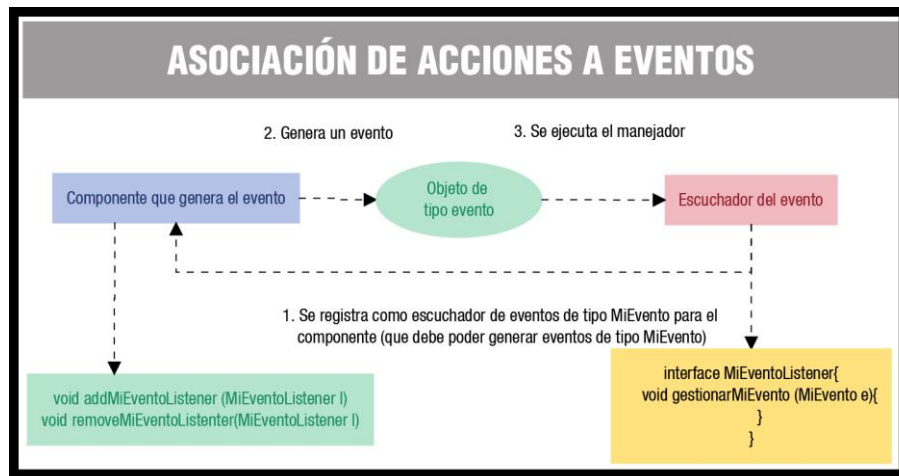 ASOCIACIÓN DE ACCIONES A EVENTOS
2. Genera un evento
3. Se ejecuta el manejador
Componente que genera el evento
Objeto de
tipo evento
Escuchador del evento
1. Se registra como escuchador de eventos de tipo MiEvento para el
componente (que debe poder generar eventos de tipo MiEvento)
void addMiEventoListener (MiEventoListener l)
void removeMiEventoListenter(MiEventoListener l)
interface MiEventoListener{
void gestionarMiEvento (MiEvento e){
}
}